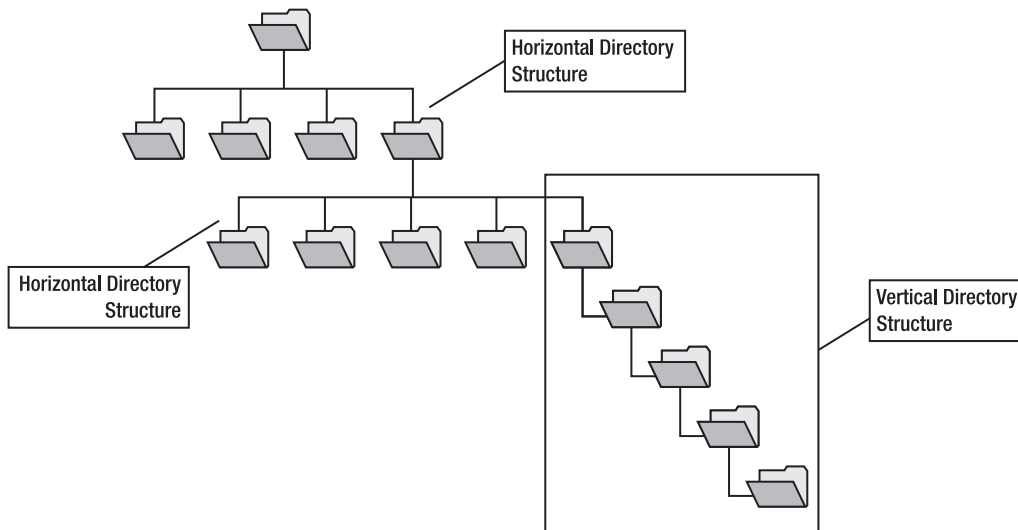 Horizontal Directory
Structure
Horizontal Directory
Structure
Vertical Directory
Structure